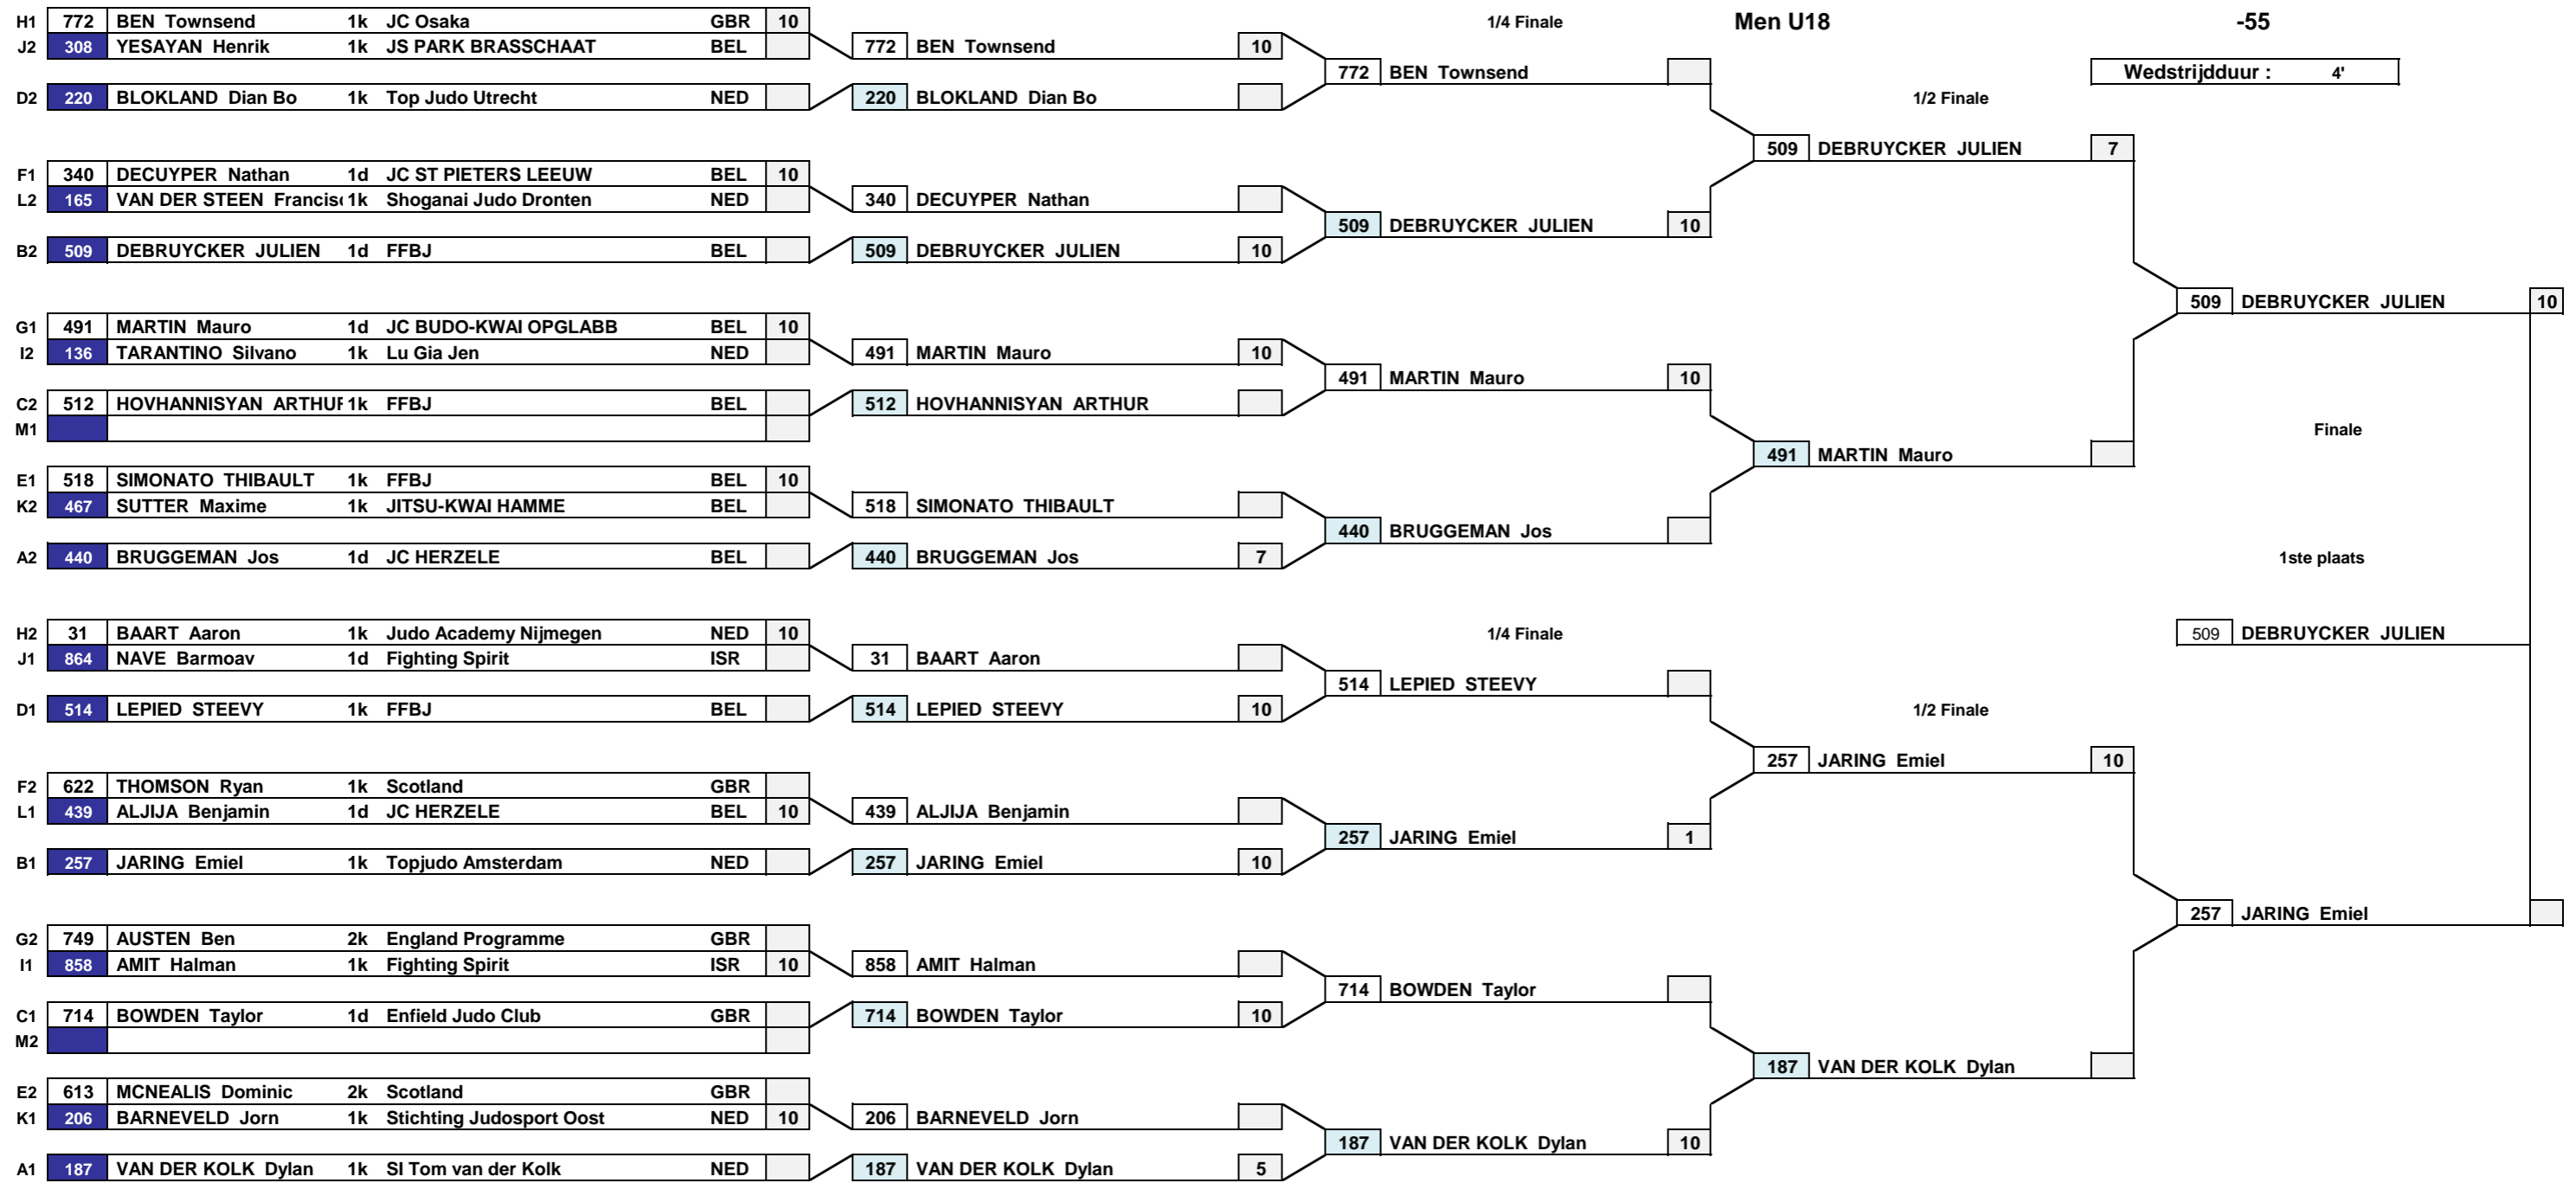 H1 772 BEN Townsend 1k JC Osaka GBR 10 1/4 Finale Men U18 -55
J2 308 YESAYAN Henrik 1k JS PARK BRASSCHAAT BEL 772 BEN Townsend 10
772 BEN Townsend Wedstrijdduur : 4'
D2 220 BLOKLAND Dian Bo 1k Top Judo Utrecht NED 220 BLOKLAND Dian Bo 1/2 Finale
509 DEBRUYCKER JULIEN 7
F1 340 DECUYPER Nathan 1d JC ST PIETERS LEEUW BEL 10
L2 165 VAN DER STEEN Francis 1k Shoganai Judo Dronten NED 340 DECUYPER Nathan
509 DEBRUYCKER JULIEN 10
B2 509 DEBRUYCKER JULIEN 1d FFBJ BEL 509 DEBRUYCKER JULIEN 10
509 DEBRUYCKER JULIEN 10
G1 491 MARTIN Mauro 1d JC BUDO-KWAI OPGLABB BEL 10
I2 136 TARANTINO Silvano 1k Lu Gia Jen NED 491 MARTIN Mauro 10
491 MARTIN Mauro 10
C2 512 HOVHANNISYAN ARTHUR 1k FFBJ BEL 512 HOVHANNISYAN ARTHUR
M1 Finale
491 MARTIN Mauro
E1 518 SIMONATO THIBAULT 1k FFBJ BEL 10
K2 467 SUTTER Maxime 1k JITSU-KWAI HAMME BEL 518 SIMONATO THIBAULT
440 BRUGGEMAN Jos
A2 440 BRUGGEMAN Jos 1d JC HERZELE BEL 440 BRUGGEMAN Jos 7 1ste plaats
H2 31 BAART Aaron 1k Judo Academy Nijmegen NED 10 1/4 Finale 509 DEBRUYCKER JULIEN
J1 864 NAVE Barmoav 1d Fighting Spirit ISR 31 BAART Aaron
514 LEPIED STEEVY
D1 514 LEPIED STEEVY 1k FFBJ BEL 514 LEPIED STEEVY 10 1/2 Finale
257 JARING Emiel 10
F2 622 THOMSON Ryan 1k Scotland GBR
L1 439 ALJIJA Benjamin 1d JC HERZELE BEL 10 439 ALJIJA Benjamin
257 JARING Emiel 1
B1 257 JARING Emiel 1k Topjudo Amsterdam NED 257 JARING Emiel 10
257 JARING Emiel
G2 749 AUSTEN Ben 2k England Programme GBR
I1 858 AMIT Halman 1k Fighting Spirit ISR 10 858 AMIT Halman
714 BOWDEN Taylor
C1 714 BOWDEN Taylor 1d Enfield Judo Club GBR 714 BOWDEN Taylor 10
M2
187 VAN DER KOLK Dylan
E2 613 MCNEALIS Dominic 2k Scotland GBR
K1 206 BARNEVELD Jorn 1k Stichting Judosport Oost NED 10 206 BARNEVELD Jorn
187 VAN DER KOLK Dylan 10
A1 187 VAN DER KOLK Dylan 1k SI Tom van der Kolk NED 187 VAN DER KOLK Dylan 5